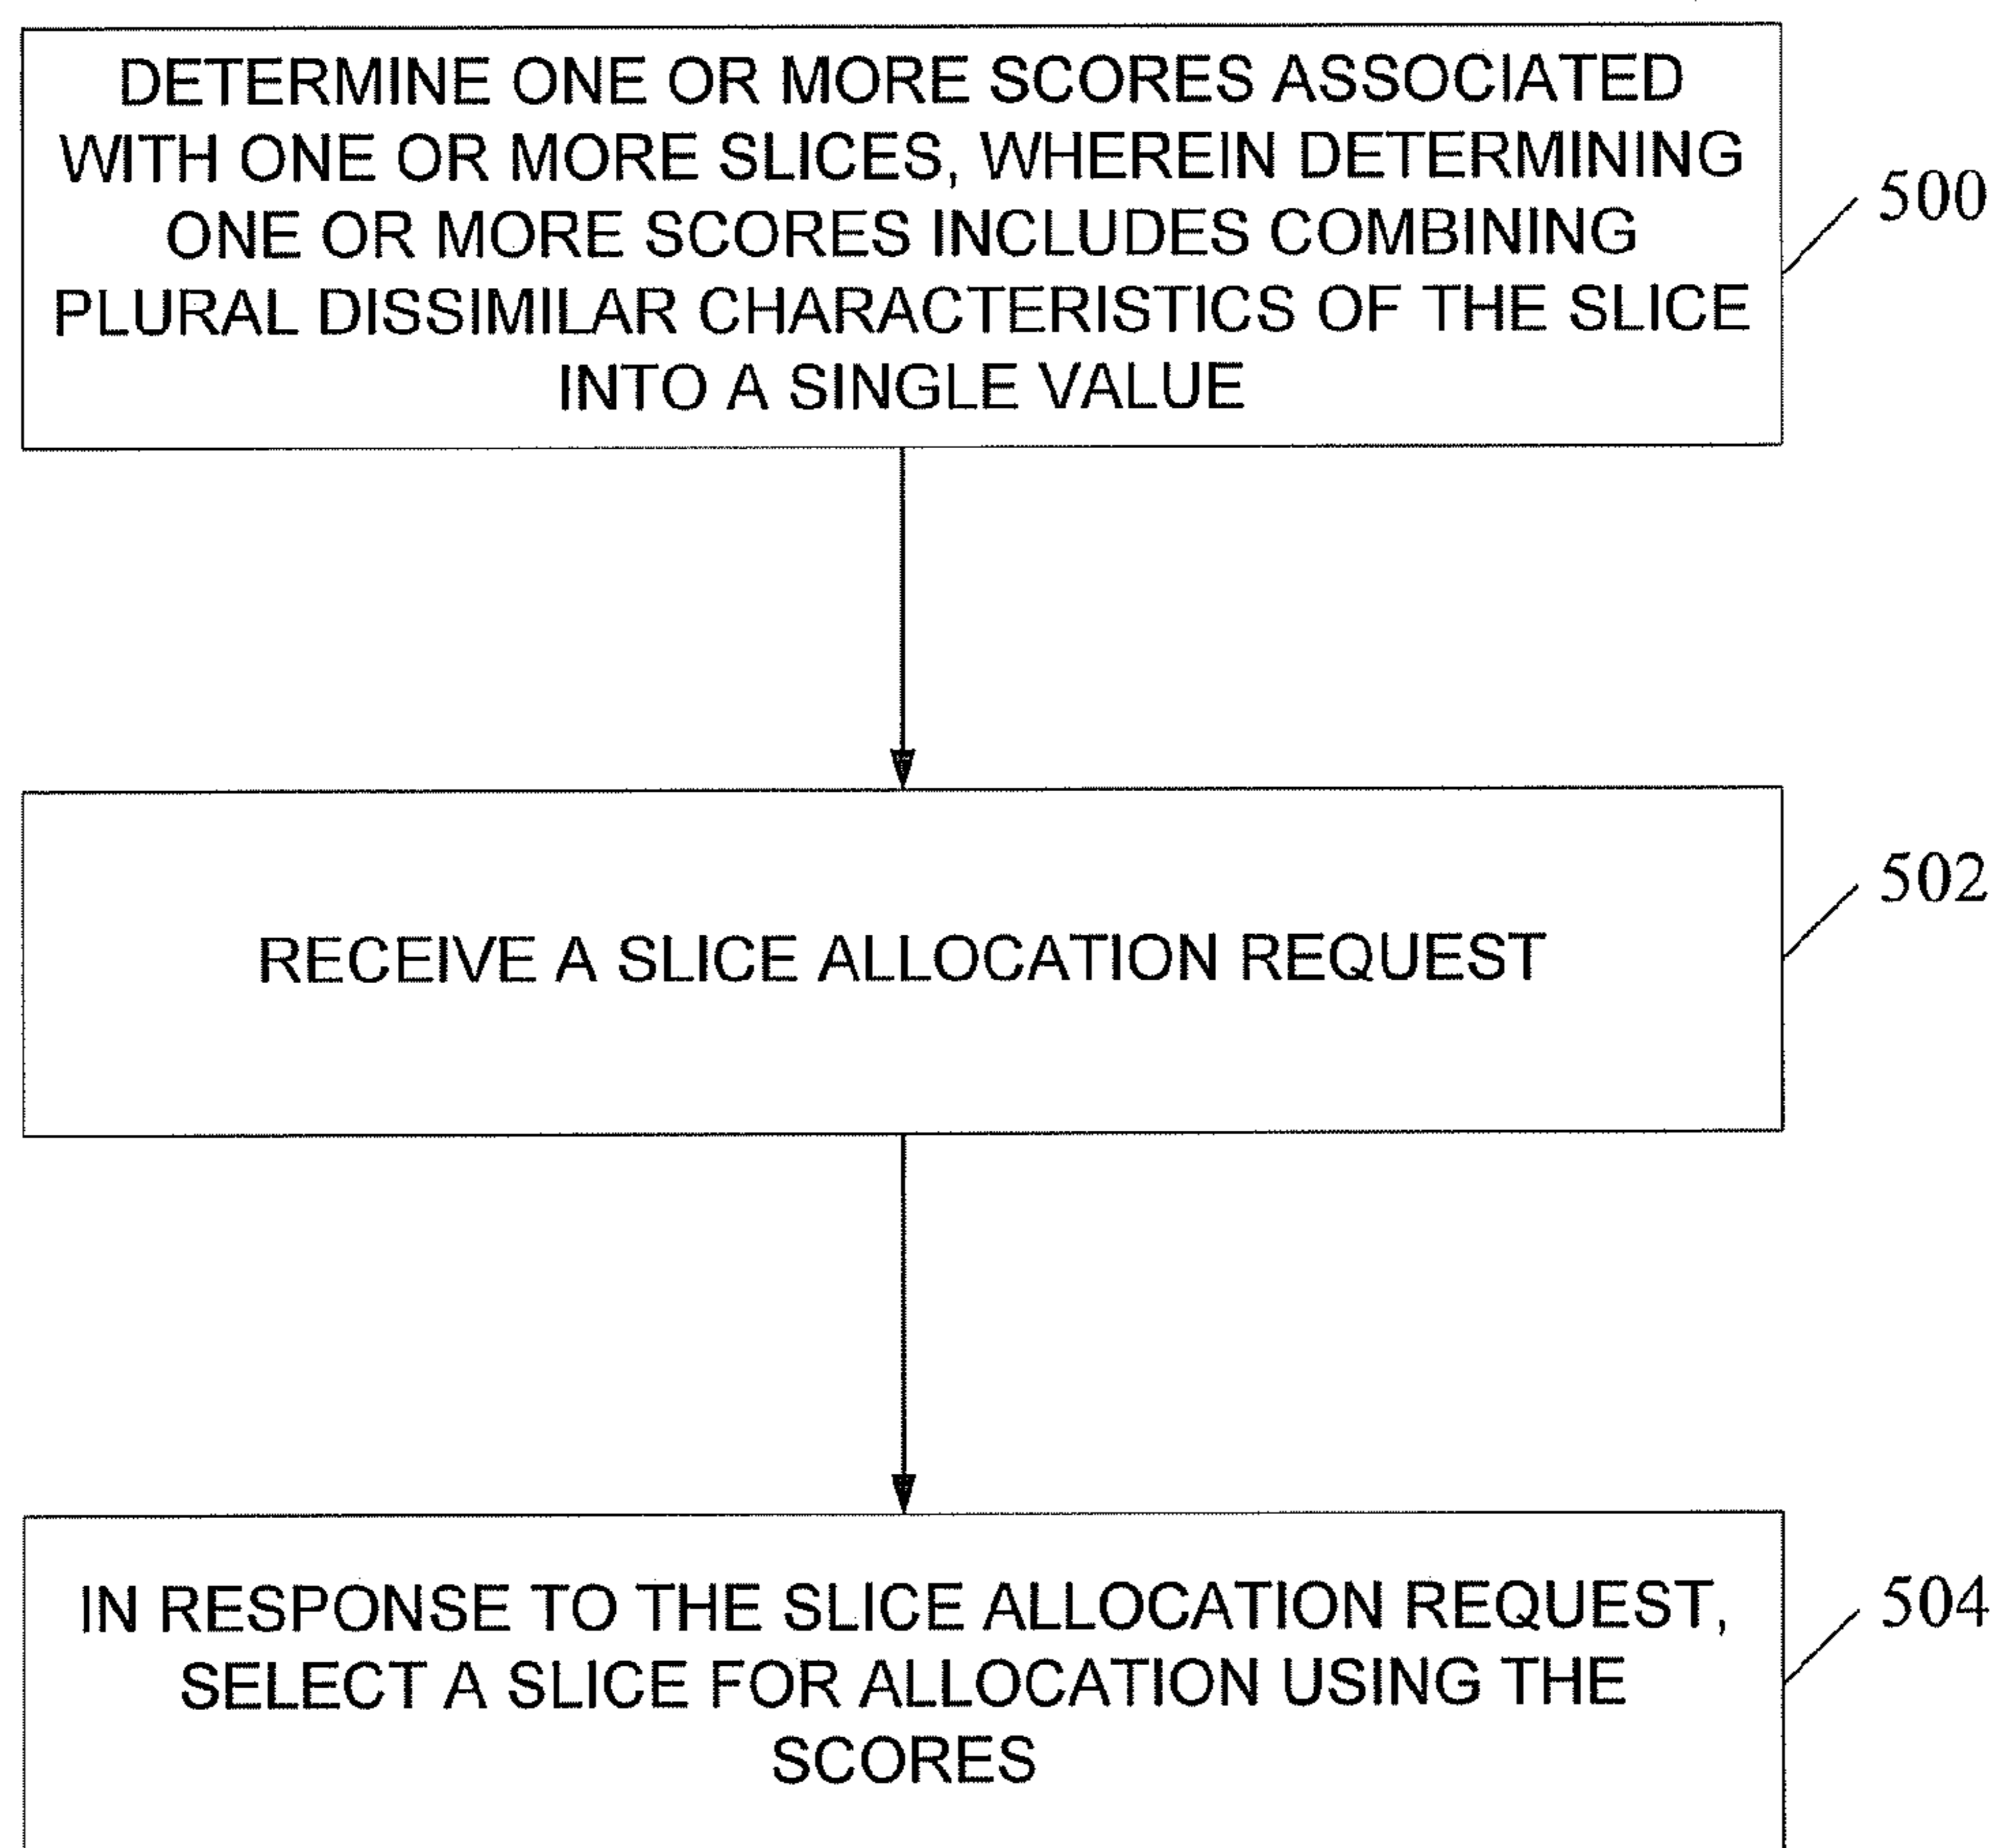 DETERMINE ONE OR MORE SCORES ASSOCIATED
WITH ONE OR MORE SLICES, WHEREIN DETERMINING
ONE OR MORE SCORES INCLUDES COMBINING
PLURAL DISSIMILAR CHARACTERISTICS OF THE SLICE
INTO A SINGLE VALUE
500
RECEIVE A SLICE ALLOCATION REQUEST
502
IN RESPONSE TO THE SLICE ALLOCATION REQUEST,
SELECT A SLICE FOR ALLOCATION USING THE
SCORES
504